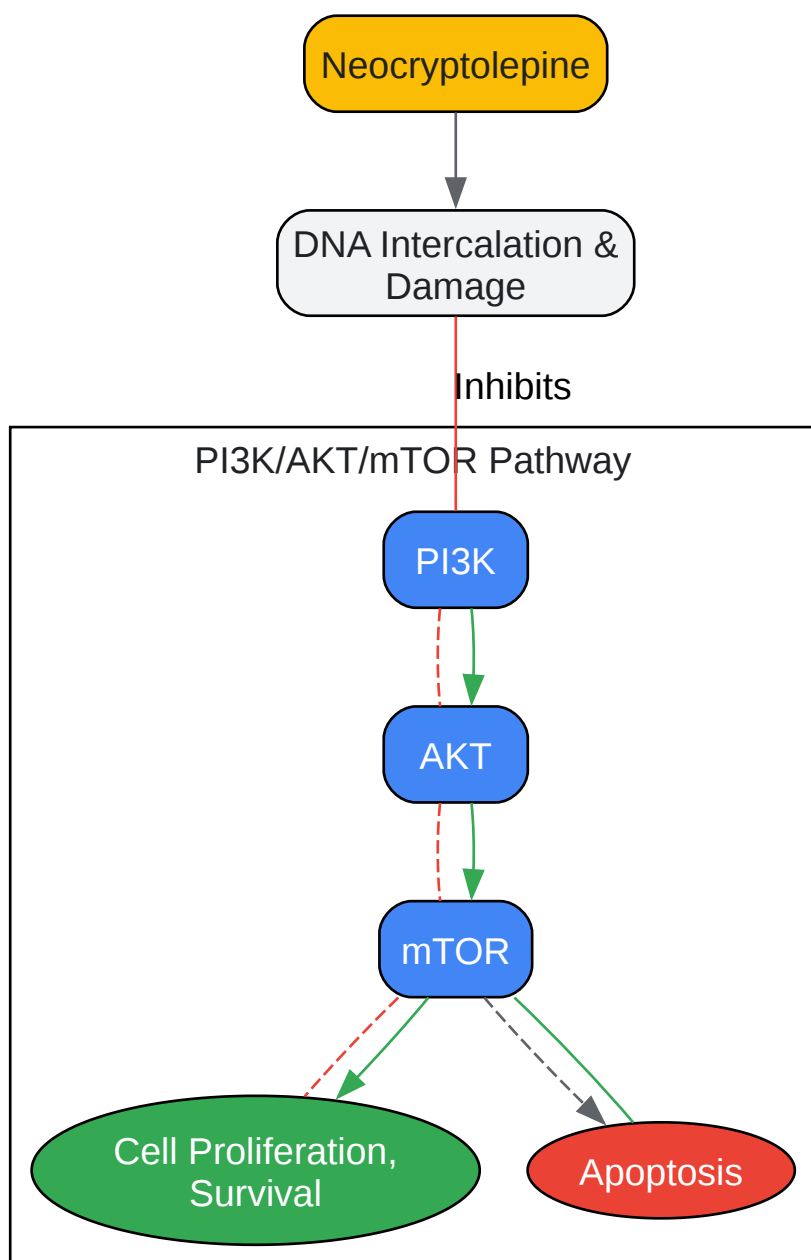 Neocryptolepine
DNA Intercalation &
Damage
Inhibits
PI3K/AKT/mTOR Pathway
PI3K
AKT
mTOR
Cell Proliferation,
Survival
Apoptosis